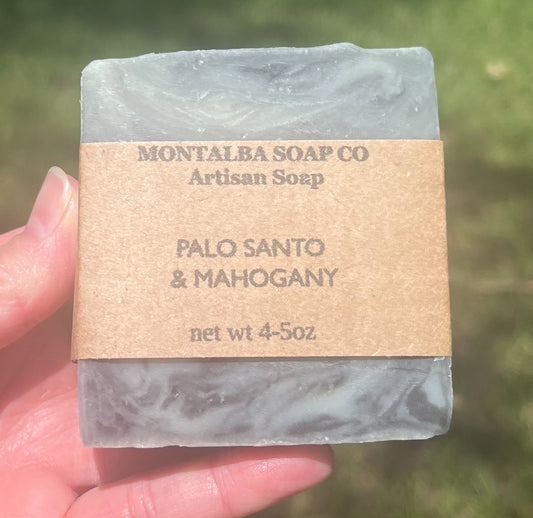 MONTALBA SOAP CO
Artisan Soap
PALO SANTO
& MAHOGANY
net wt 4-5oz